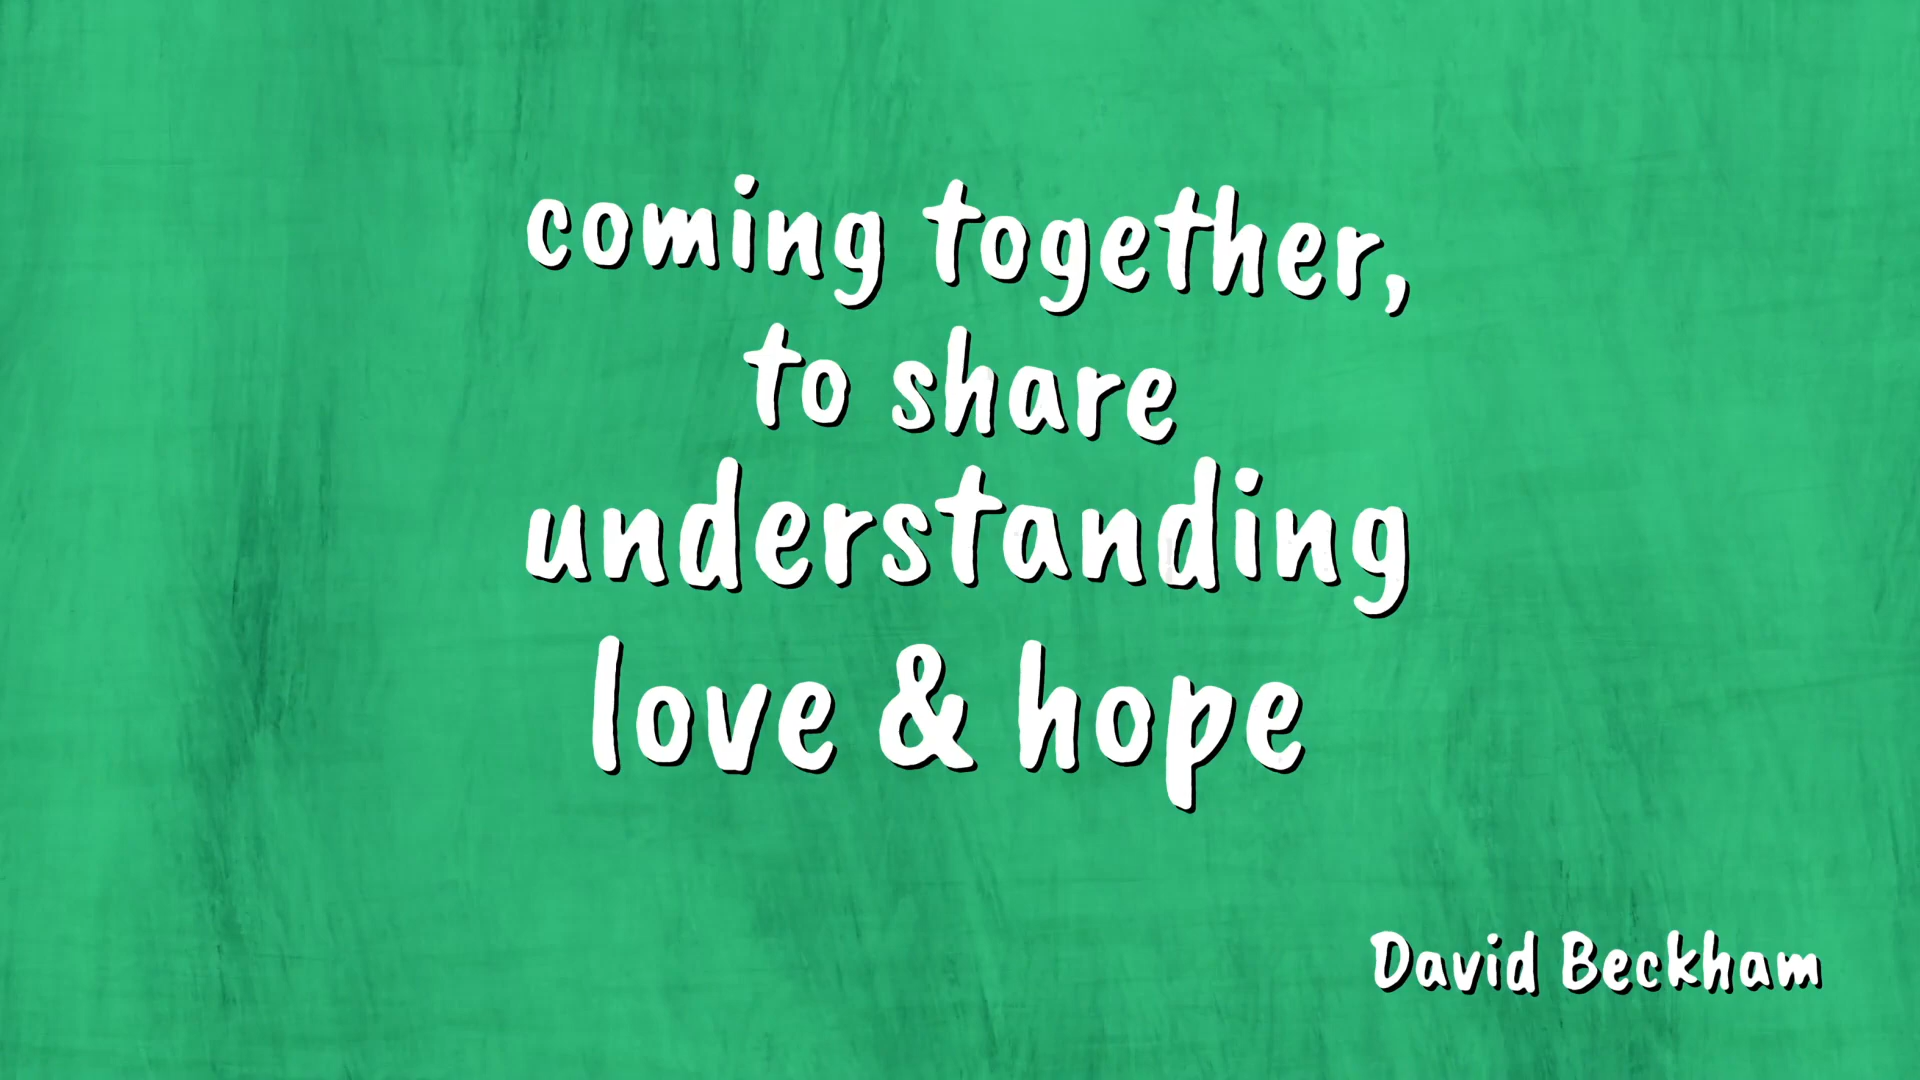 coming together,
to share
understanding
love & hope
David Beckham